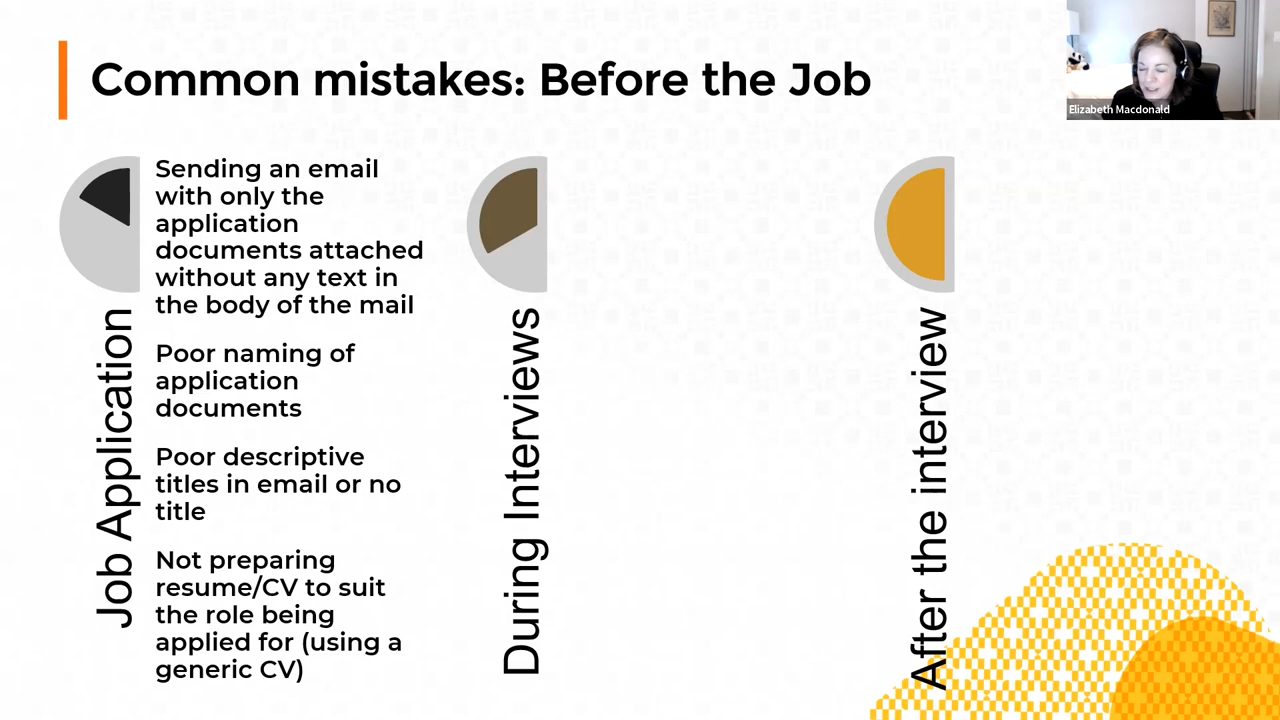 Common mistakes: Before the Job
Elizabeth Macdonald
Job Application
Sending an email
with only the
application
documents attached
without any text in
the body of the mail
Poor naming of
application
documents
Poor descriptive
titles in email or no
title
Not preparing
resume/CV to suit
the role being
applied for (using a
generic CV)
During Interviews
After the interview